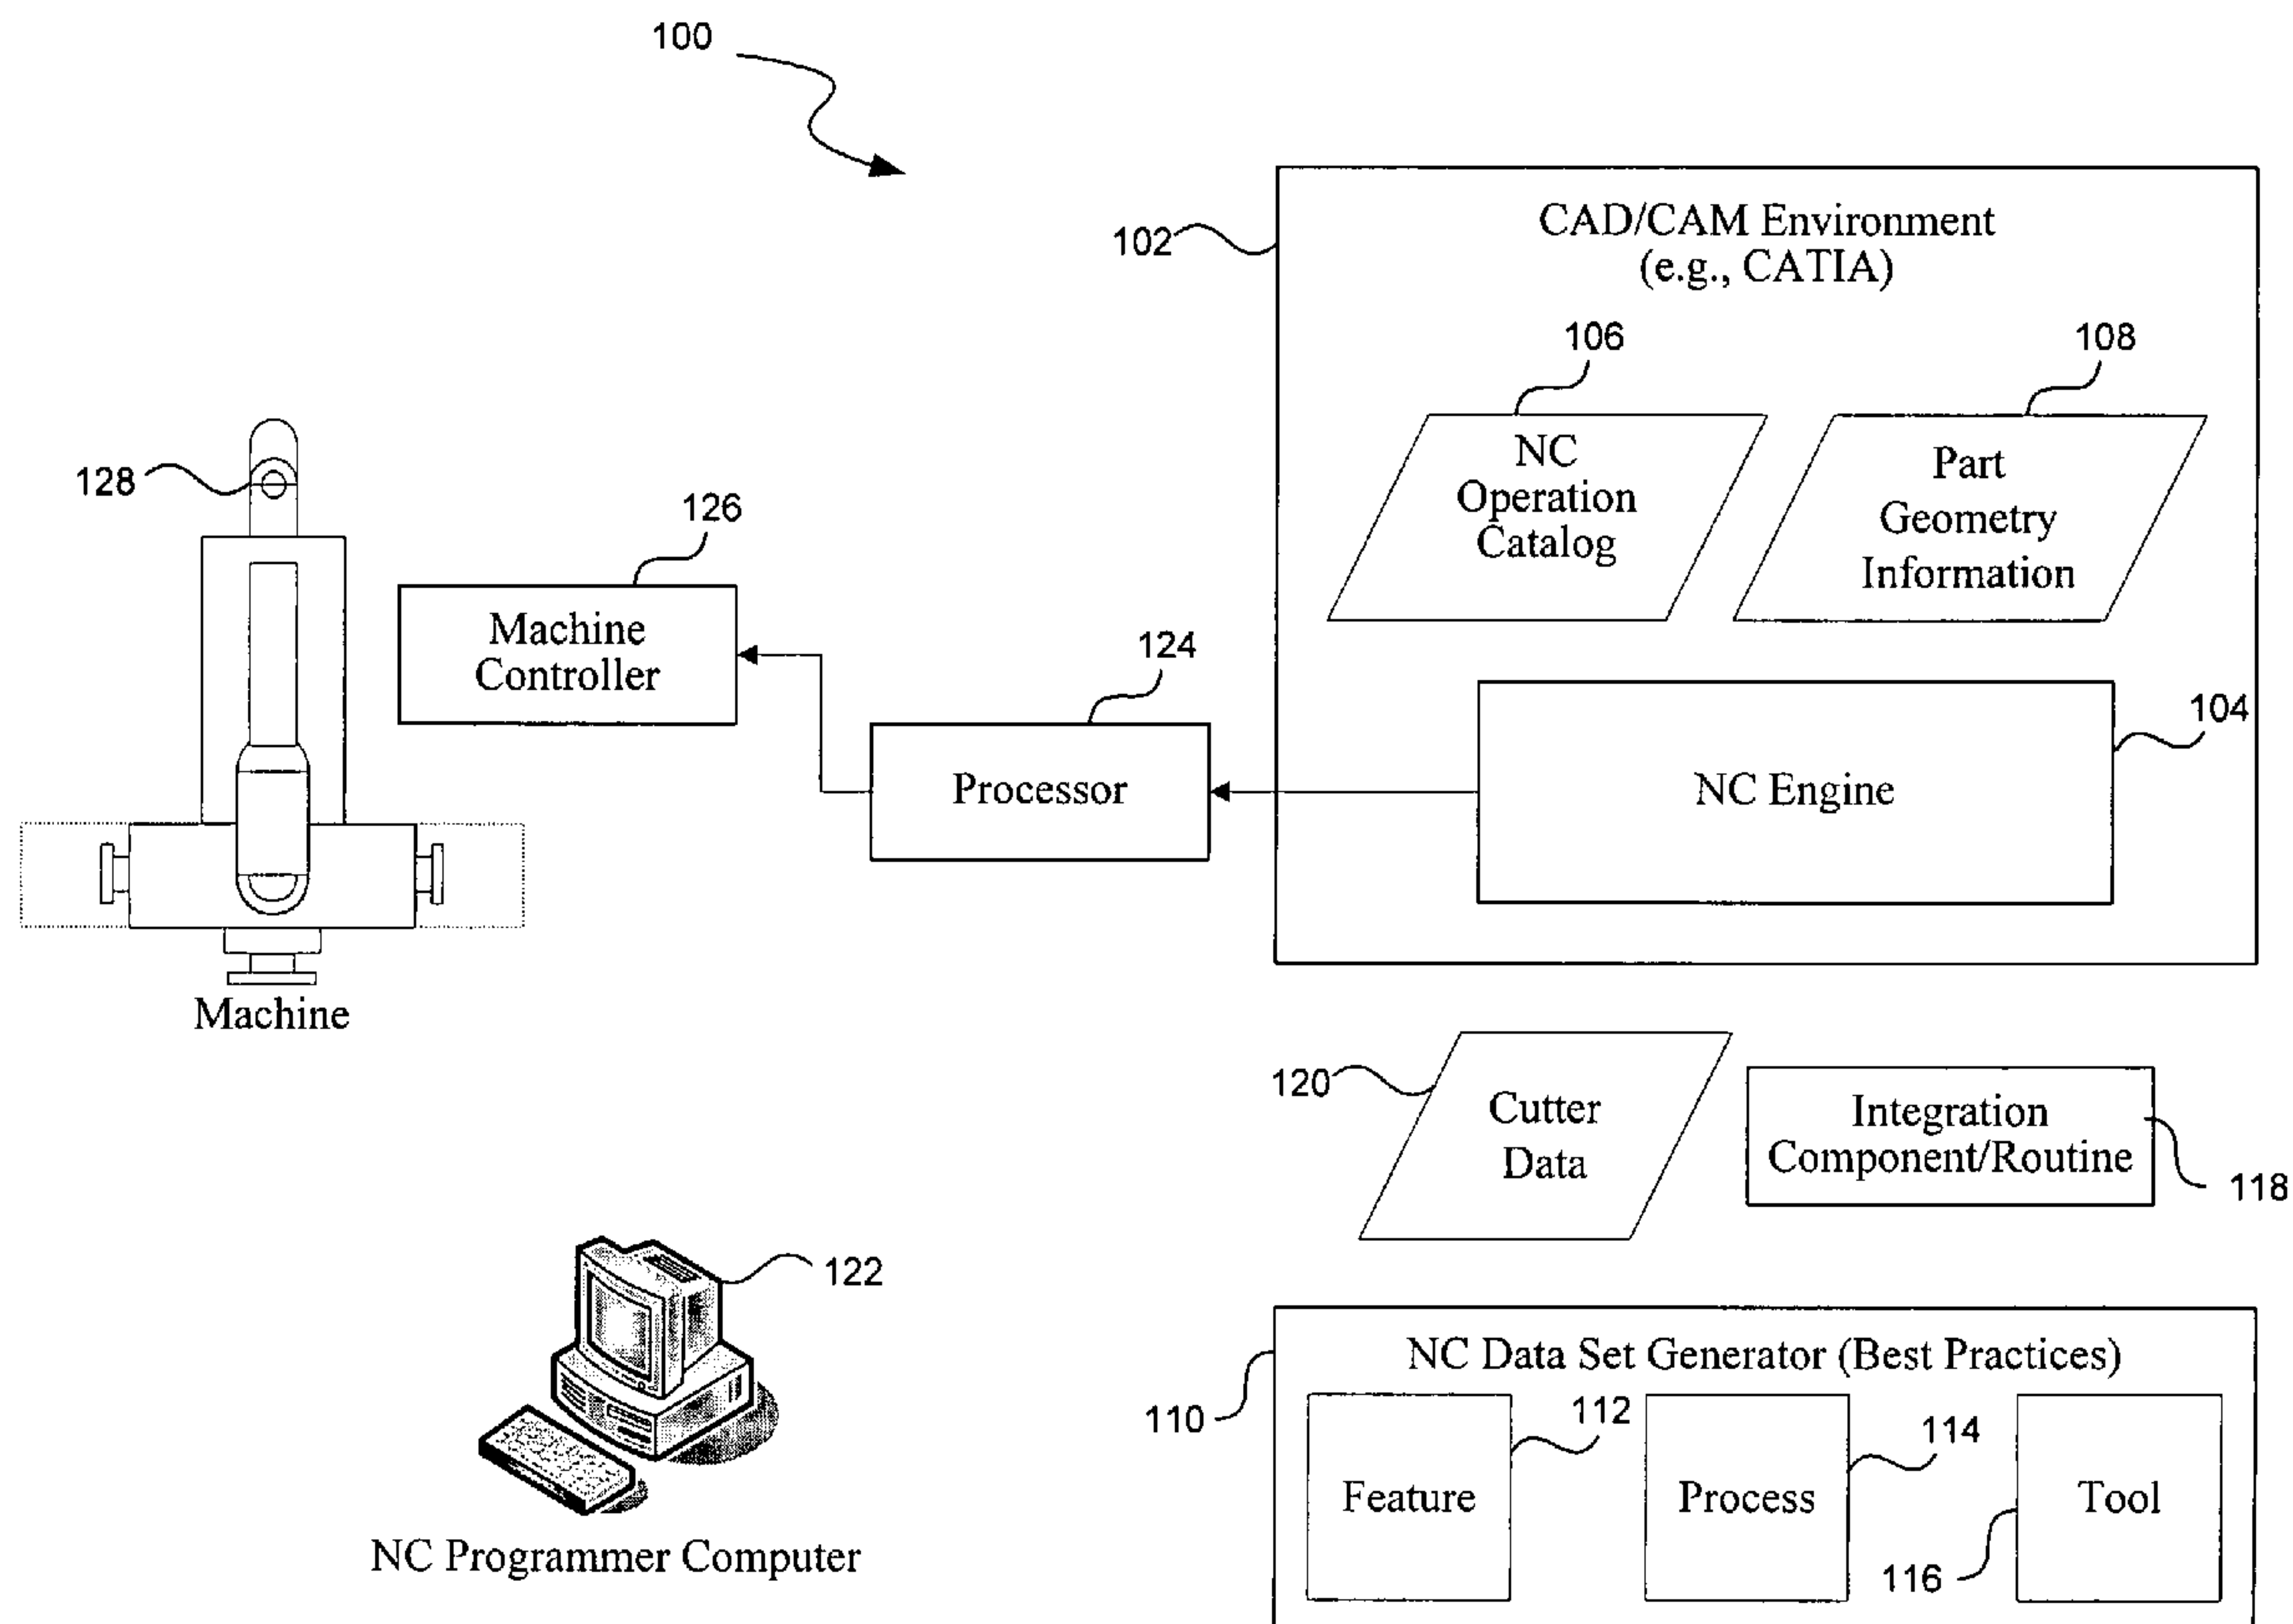 100
102
CAD/CAM Environment
(e.g., CATIA)
106
108
NC
Operation
Catalog
Part
Geometry
Information
128
126
Machine
Controller
124
Processor
104
NC Engine
Machine
120
Cutter
Data
Integration
Component/Routine
118
122
NC Programmer Computer
110
NC Data Set Generator (Best Practices)
112
114
Feature
Process
Tool
116